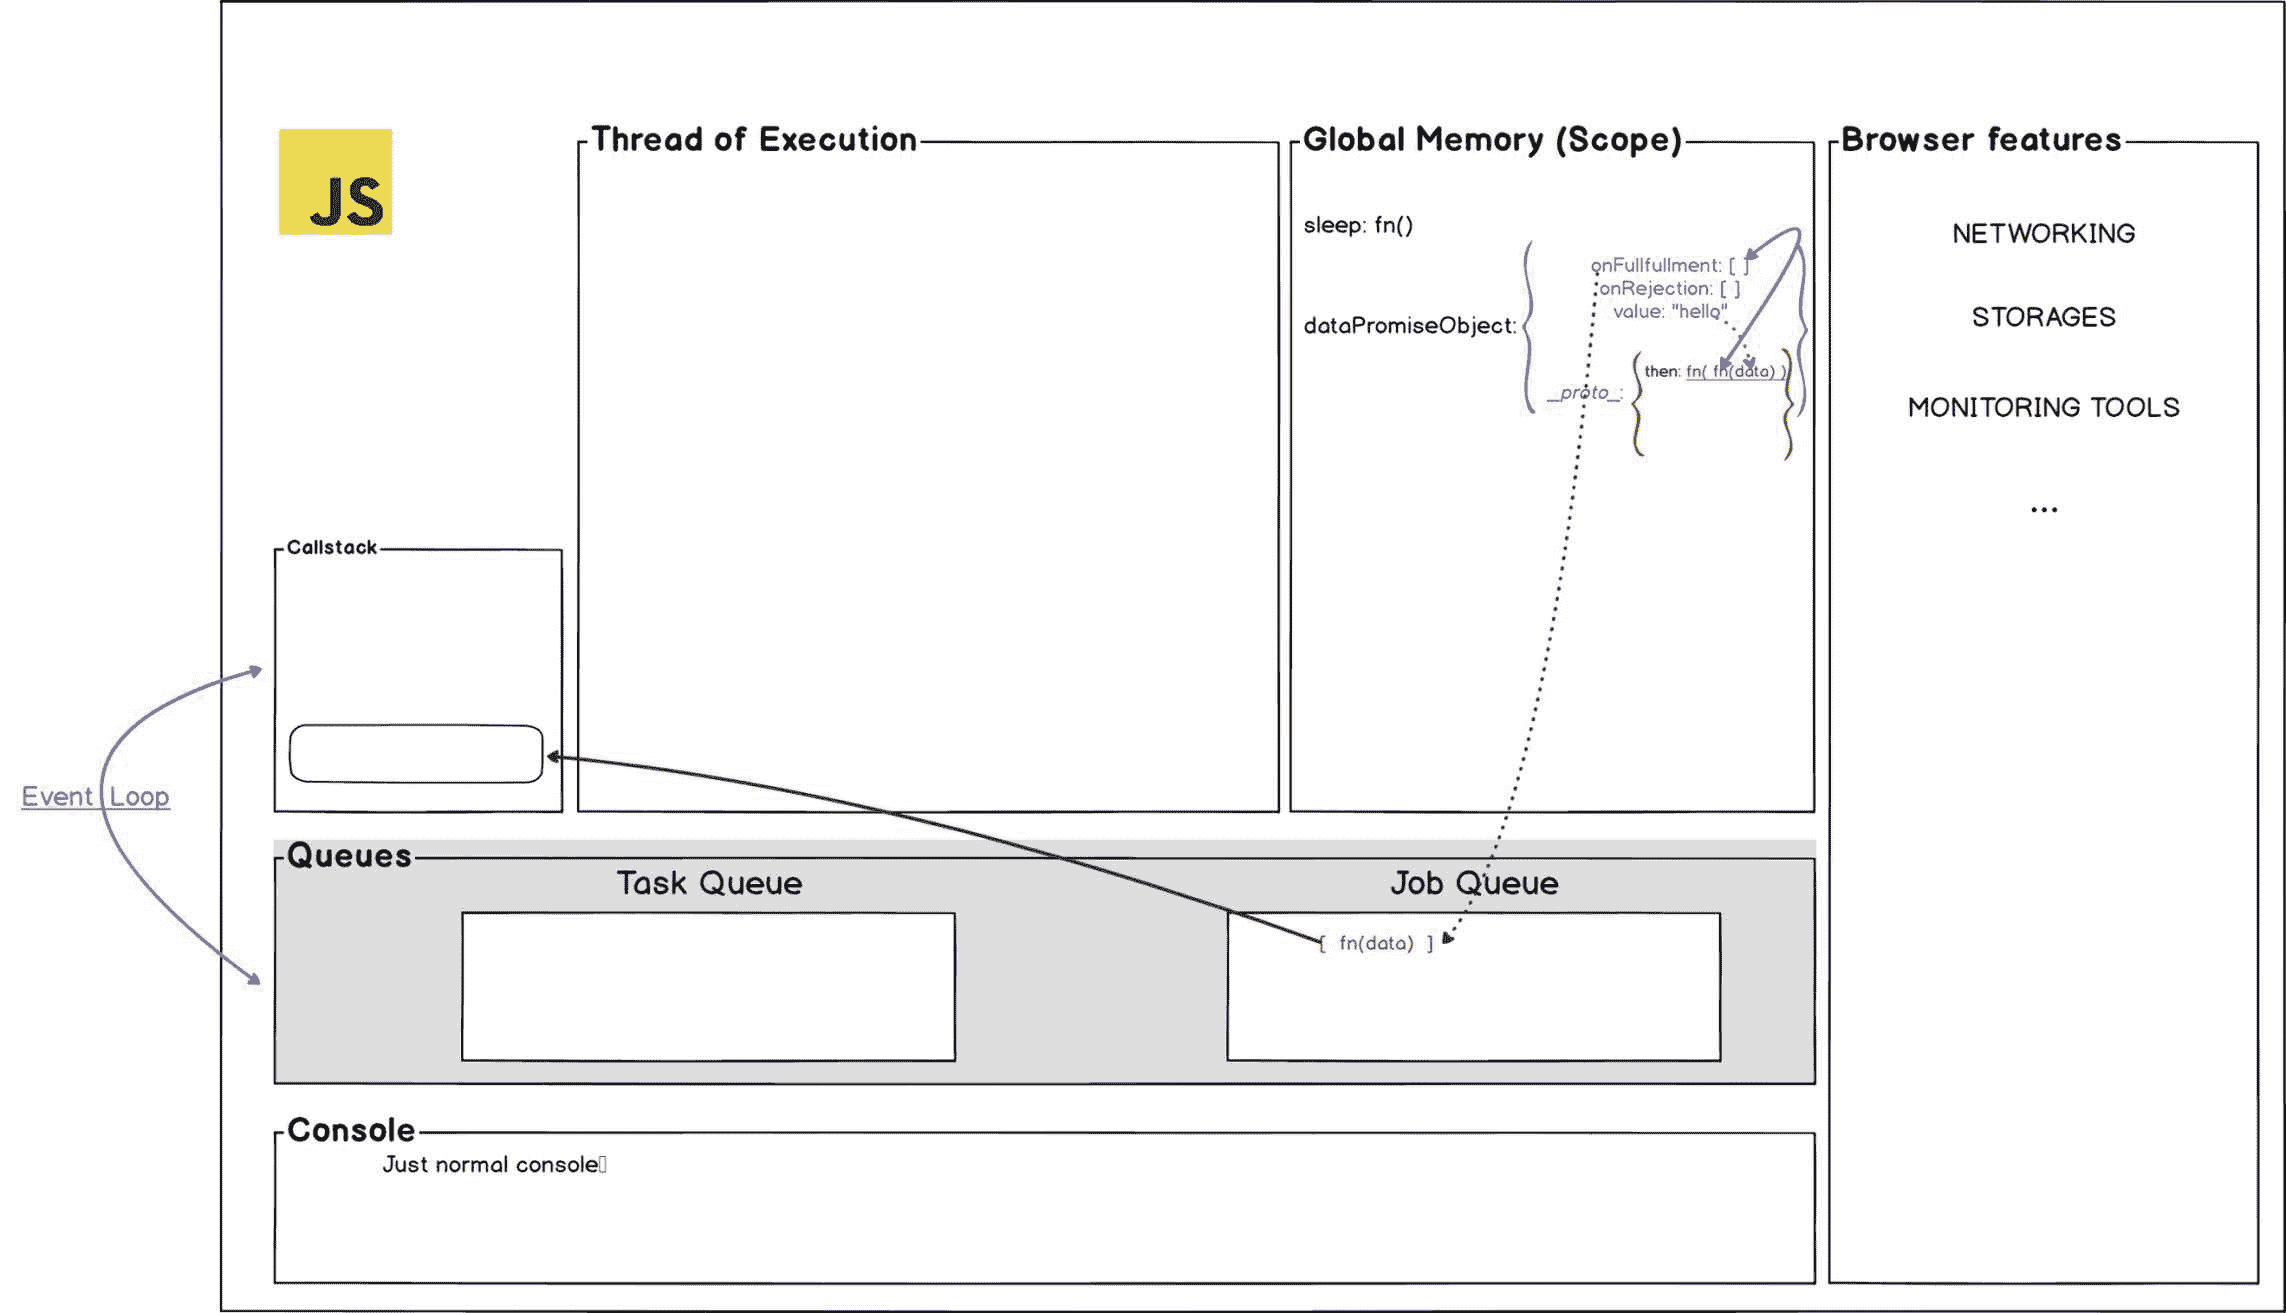 JS
Thread of Execution
Global Memory (Scope)
Browser features
sleep: fn()
onFullfullment: [ ]
onRejection: [ ]
value: "hello"
dataPromiseObject:
then: fn( fn(data) )
_proto_:
NETWORKING
STORAGES
MONITORING TOOLS
...
Callstack
Event Loop
Queues
Task Queue
Job Queue
[ fn(data) ]
Console
Just normal console